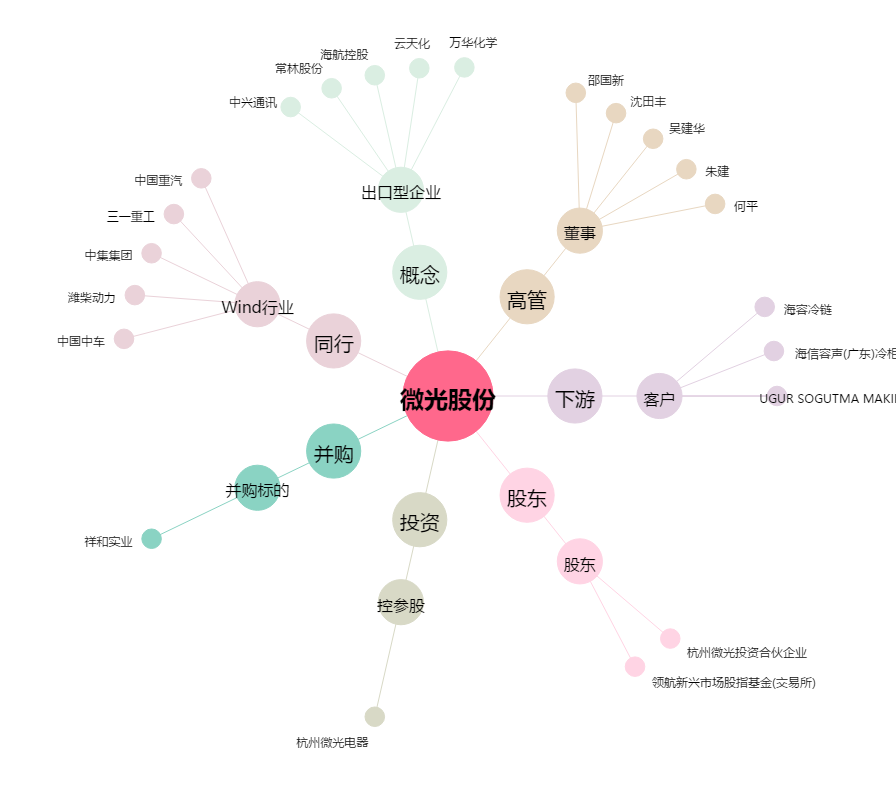 万华化学
云天化
海航控股
常林股份
中兴通讯
邵国新
沈田丰
吴建华
朱建
何平
中国重汽
出口型企业
三一重工
董事
中集集团
概念
潍柴动力
Wind行业
高管
海容冷链
中国中车
同行
海信容声(广东)冷柜
微光股份
下游
客户
UGUR SOGUTMA
并购
并购标的
股东
投资
祥和实业
股东
控参股
杭州微光投资合伙企业
领航新兴市场股指基金(交易所)
杭州微光电器